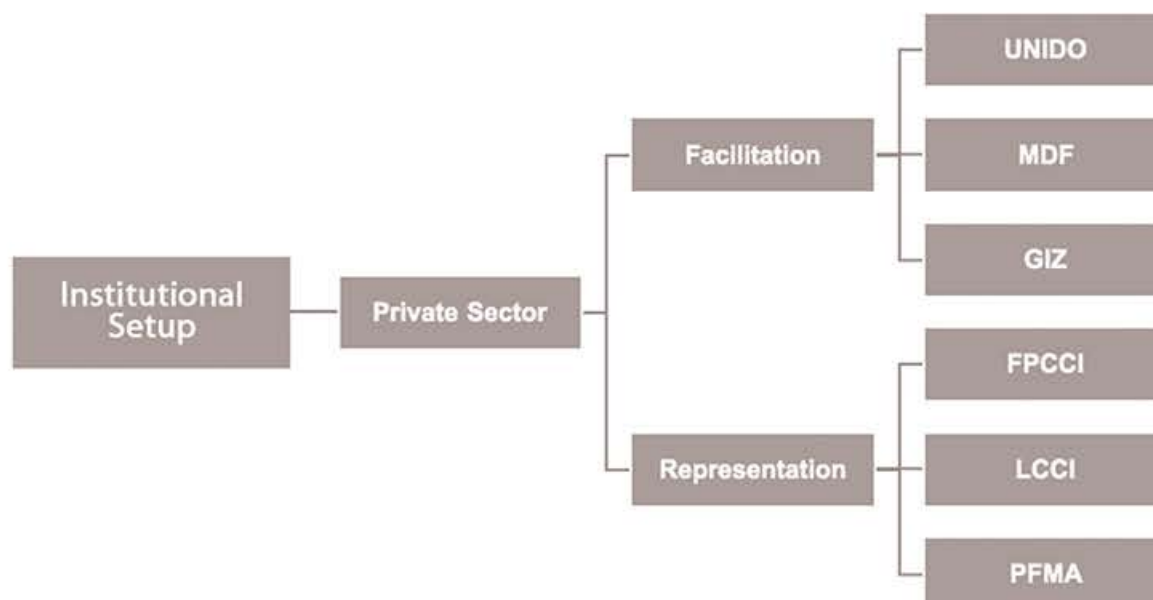 Institutional
Setup
Private Sector
Facilitation
UNIDO
MDF
GIZ
Representation
FPCCI
LCCI
PFMA